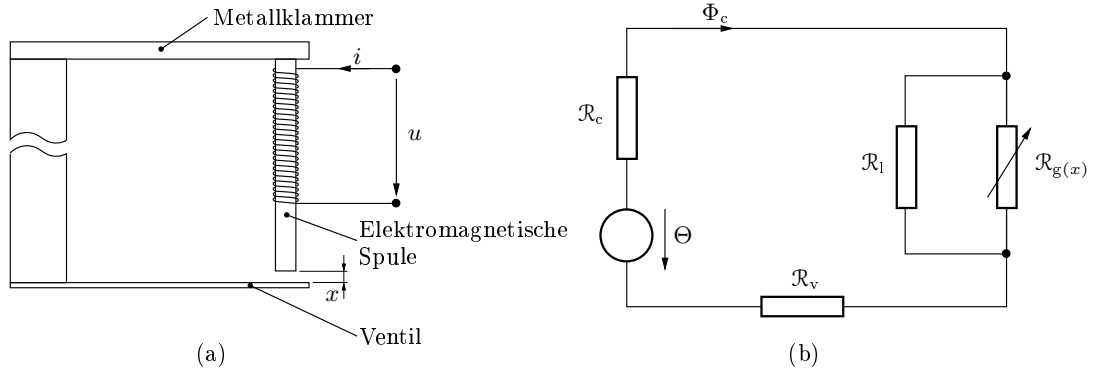 Metallklammer
i
u
Elektromagnetische
Spule
x
Ventil
(a)
Φc
ℛc
ℛl
ℛg(x)
Θ
ℛv
(b)